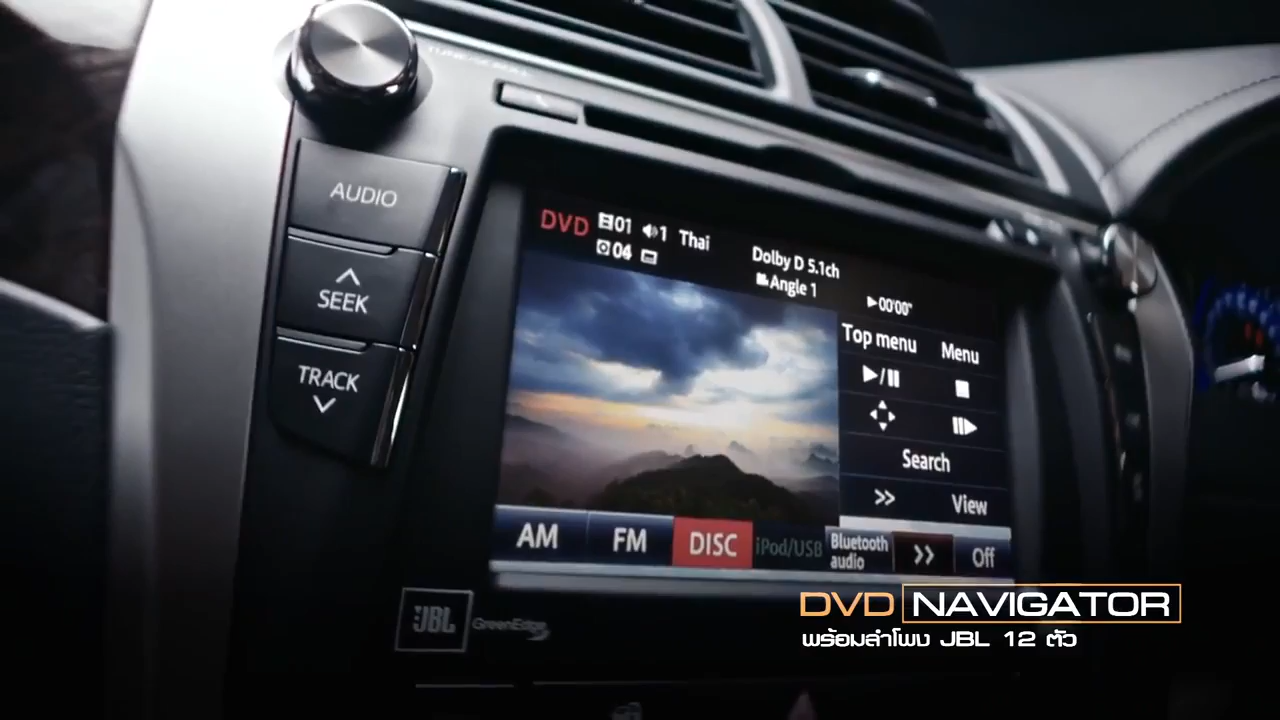 AUDIO
SEEK
TRACK
DVD 01 1 Thai
04
Dolby D 5.1ch
Angle 1
00'00"
Top menu Menu
Search
>> View
AM FM DISC iPod/USB Bluetooth audio >> Off
JBL GreenEdge
DVD NAVIGATOR
พร้อมลำโพง JBL 12 ตัว